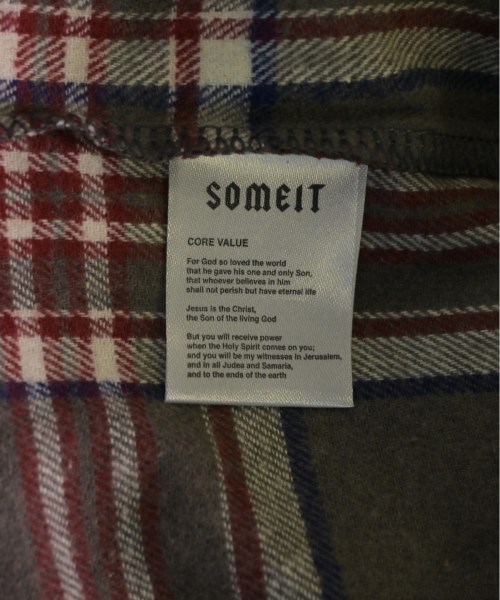 SOMEIT
CORE VALUE
For God so loved the world
that he gave his one and only Son,
that whoever believes in him
shall not perish but have eternal life
Jesus is the Christ,
the Son of the living God
But you will receive power
when the Holy Spirit comes on you;
and you will be my witnesses in Jerusalem,
and in all Judea and Samaria,
and to the ends of the earth